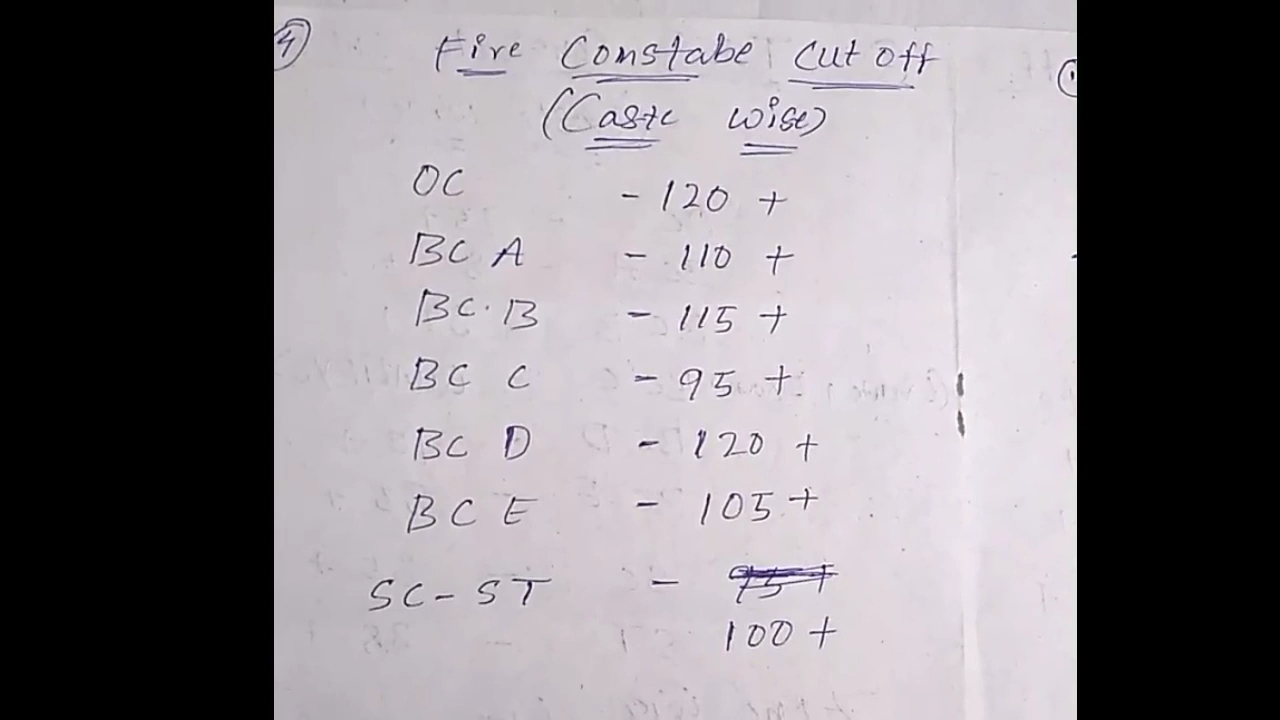 4
Fire Constabe cut off
(Caste wise)
OC - 120 +
BC A - 110 +
BC.B - 115 +
BC C - 95 +
BC D - 120 +
BC E - 105 +
SC-ST -
100 +